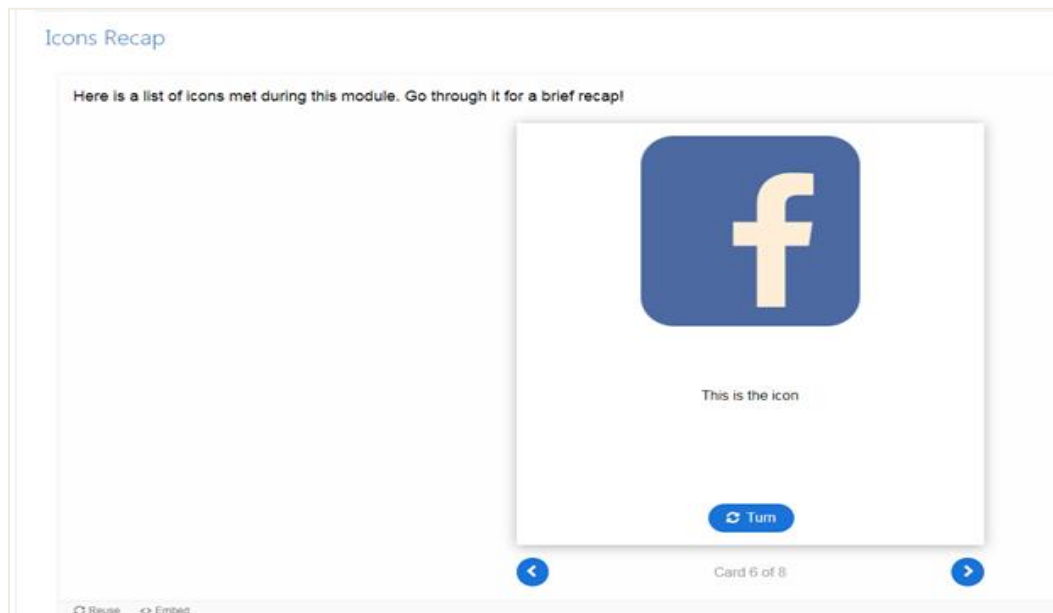 Icons Recap
Here is a list of icons met during this module. Go through it for a brief recap!
f
This is the icon
Turn
Card 6 of 8
Reuse <> Embed